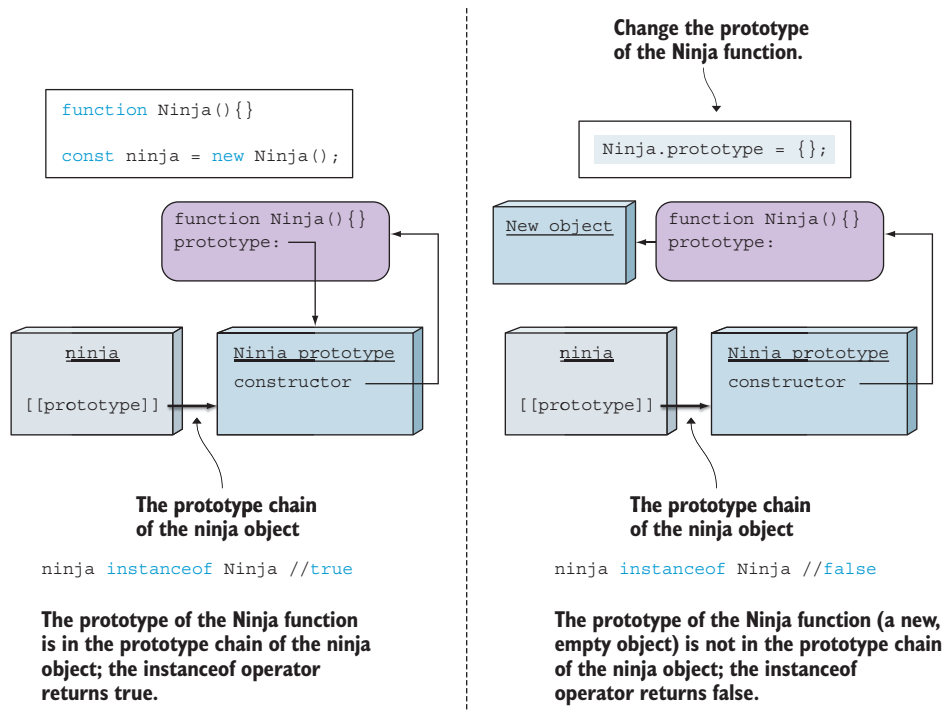 function Ninja(){}
const ninja = new Ninja();
function Ninja(){}
prototype:
ninja
[[prototype]]
Ninja prototype
constructor
The prototype chain
of the ninja object
ninja instanceof Ninja //true
The prototype of the Ninja function
is in the prototype chain of the ninja
object; the instanceof operator
returns true.
Change the prototype
of the Ninja function.
Ninja.prototype = {};
New object
function Ninja(){}
prototype:
ninja
[[prototype]]
Ninja prototype
constructor
The prototype chain
of the ninja object
ninja instanceof Ninja //false
The prototype of the Ninja function (a new,
empty object) is not in the prototype chain
of the ninja object; the instanceof
operator returns false.